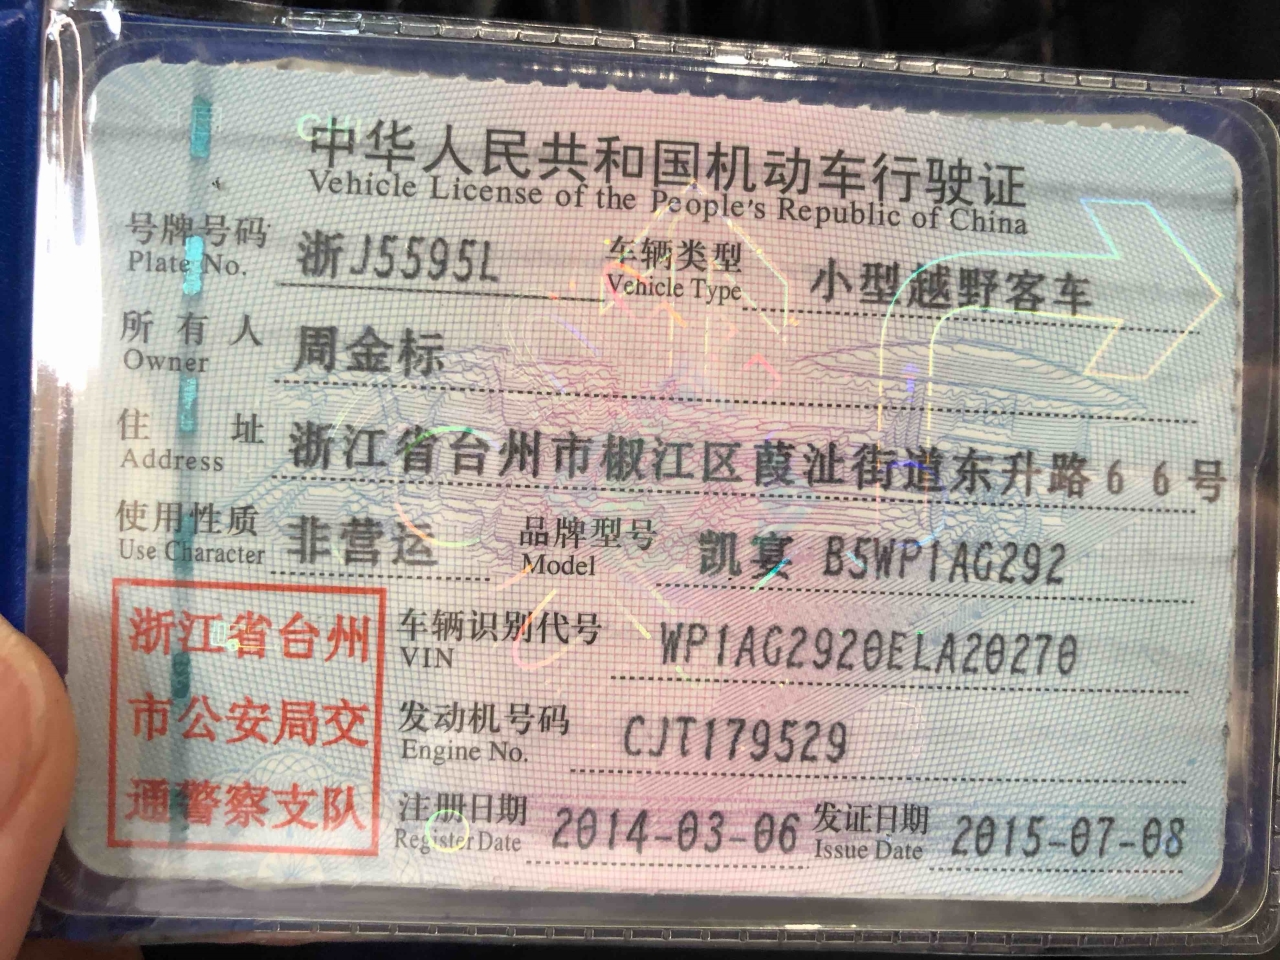 中华人民共和国机动车行驶证
Vehicle License of the People's Republic of China
号牌号码 浙J5595L 车辆类型 小型越野客车
Plate No. Vehicle Type
所有人 周金标
Owner
住址 浙江省台州市椒江区葭沚街道东升路66号
Address
使用性质 非营运 品牌型号 凯宴 B5WP1AG292
Use Character Model
浙江省台州
市公安局交
通警察支队
车辆识别代号 WP1AG2920ELA20270
VIN
发动机号码 CJT179529
Engine No.
注册日期 2014-03-06 发证日期 2015-07-08
Register Date Issue Date